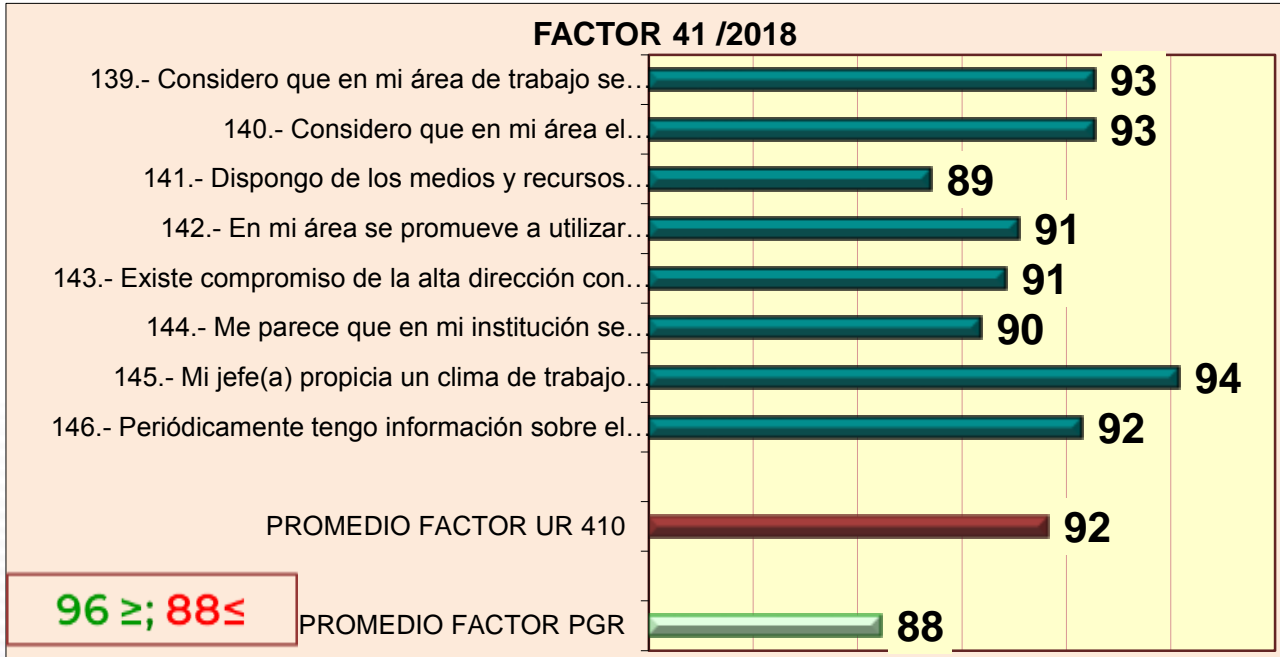 FACTOR 41 /2018
139.- Considero que en mi área de trabajo se… 93
140.- Considero que en mi área el… 93
141.- Dispongo de los medios y recursos… 89
142.- En mi área se promueve a utilizar… 91
143.- Existe compromiso de la alta dirección con… 91
144.- Me parece que en mi institución se… 90
145.- Mi jefe(a) propicia un clima de trabajo… 94
146.- Periódicamente tengo información sobre el… 92
PROMEDIO FACTOR UR 410 92
96 ≥; 88≤
PROMEDIO FACTOR PGR 88